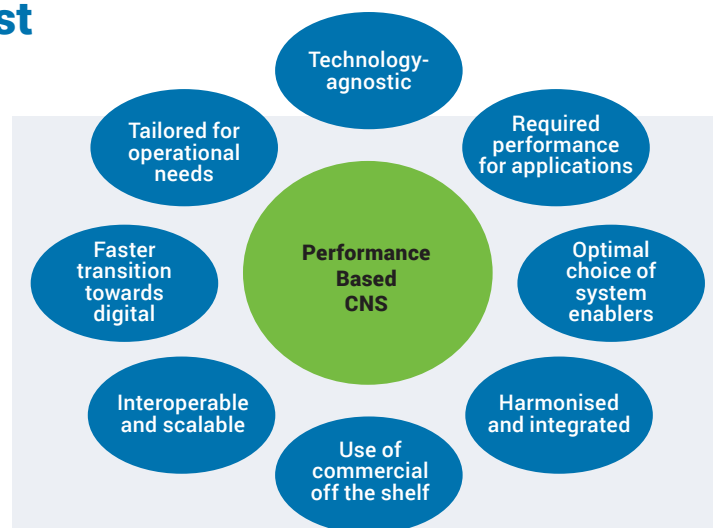 st
Technology-
agnostic
Tailored for
operational
needs
Required
performance
for applications
Performance
Based
CNS
Faster
transition
towards
digital
Optimal
choice of
system
enablers
Interoperable
and scalable
Harmonised
and integrated
Use of
commercial
off the shelf